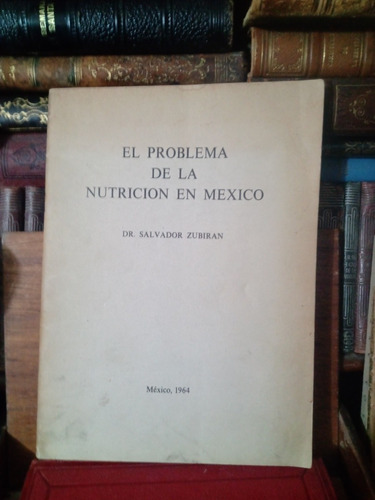 EL PROBLEMA
DE LA
NUTRICION EN MEXICO
DR. SALVADOR ZUBIRAN
México, 1964